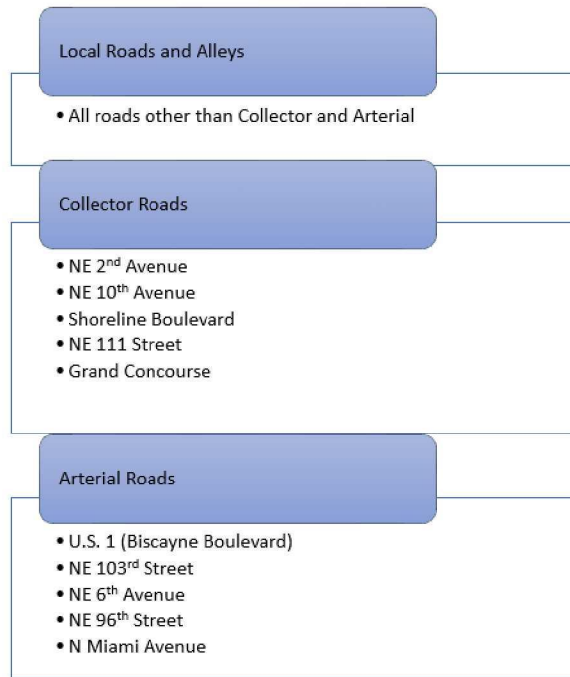 Local Roads and Alleys
• All roads other than Collector and Arterial
Collector Roads
• NE 2nd Avenue
• NE 10th Avenue
• Shoreline Boulevard
• NE 111 Street
• Grand Concourse
Arterial Roads
• U.S. 1 (Biscayne Boulevard)
• NE 103rd Street
• NE 6th Avenue
• NE 96th Street
• N Miami Avenue